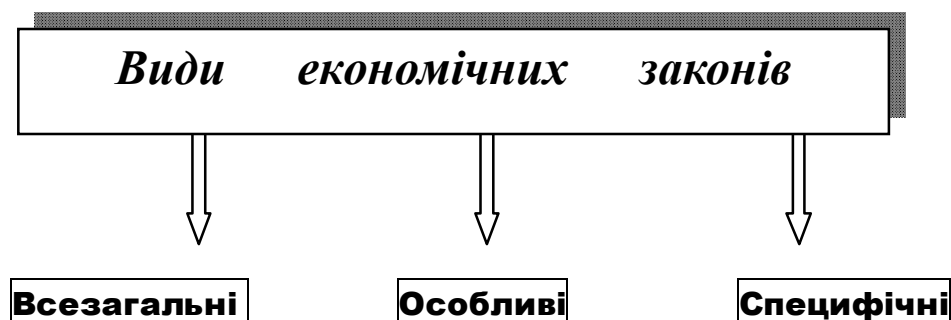 Види економічних законів
Всезагальні Особливі Специфічні